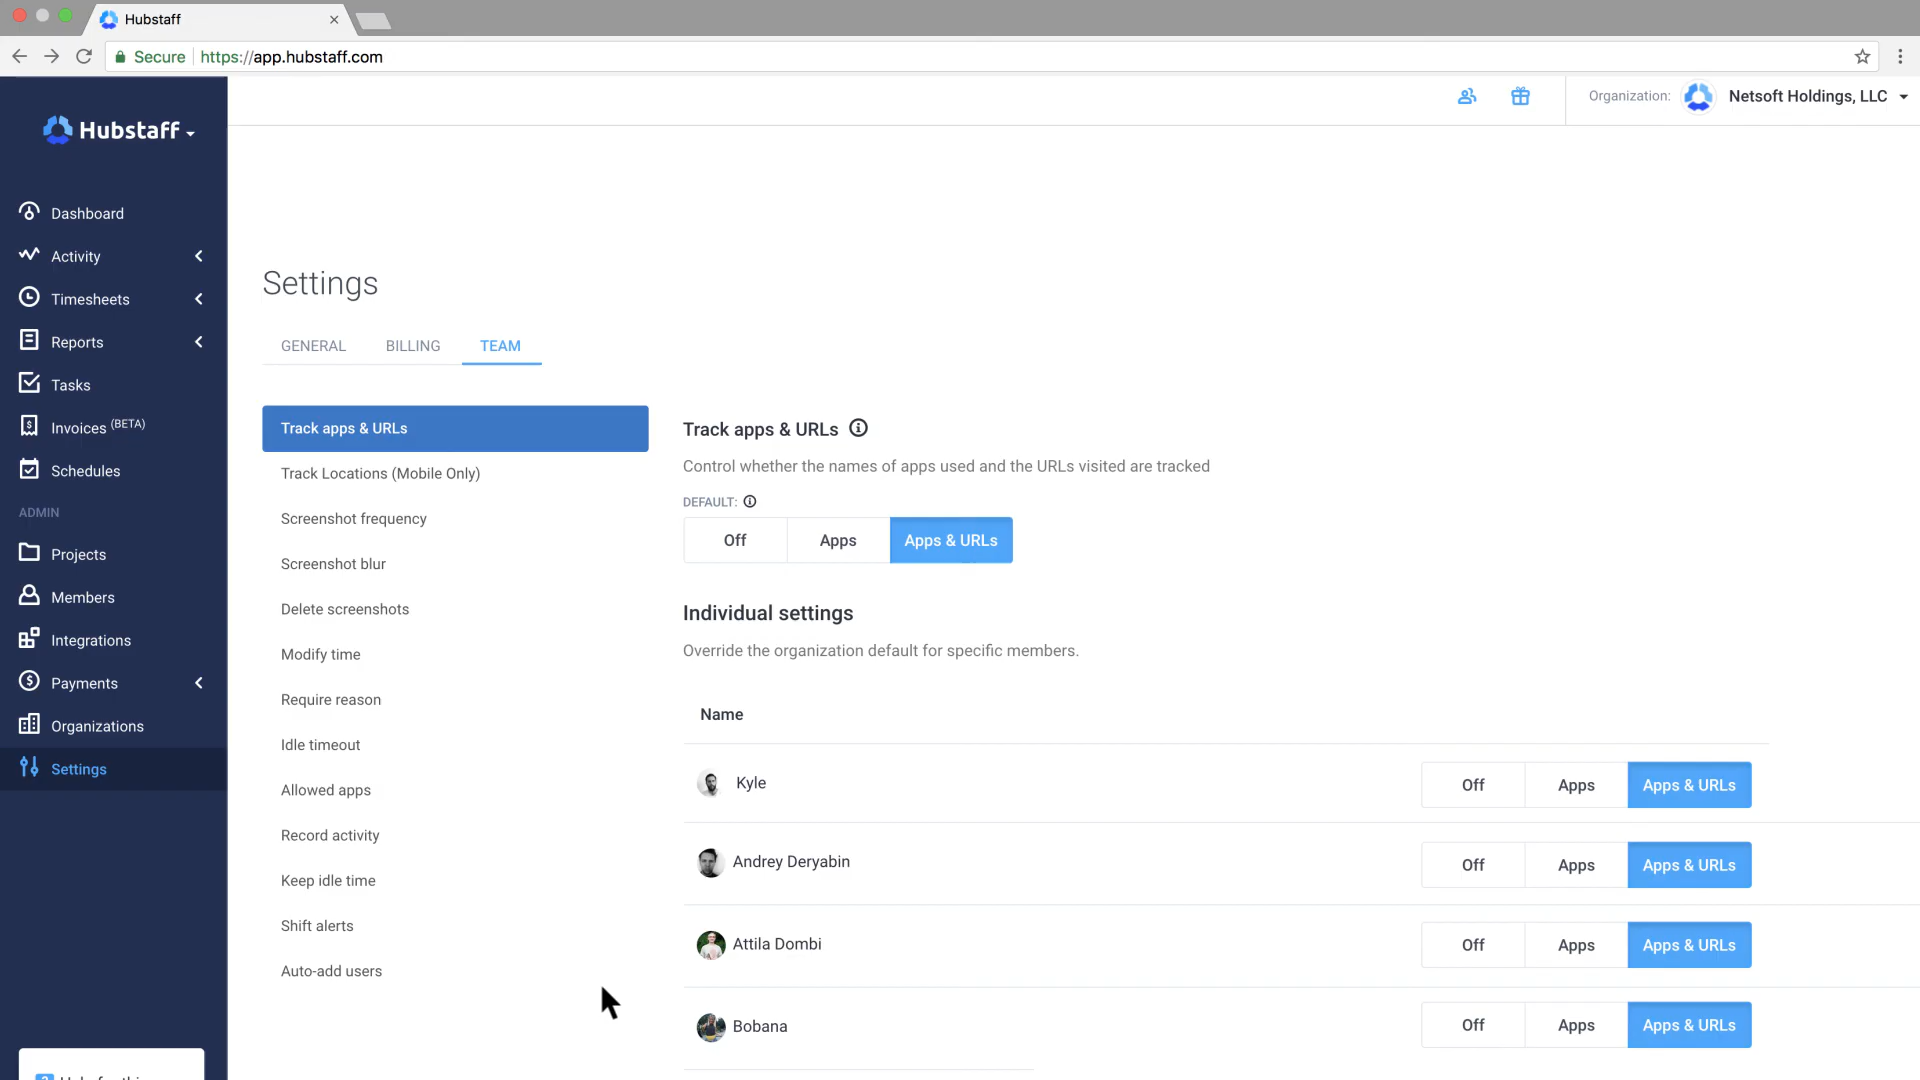 Hubstaff
Secure https://app.hubstaff.com
Organization: Netsoft Holdings, LLC
Hubstaff
Dashboard
Activity
Timesheets
Reports
Tasks
Invoices (BETA)
Schedules
ADMIN
Projects
Members
Integrations
Payments
Organizations
Settings
Settings
GENERAL BILLING TEAM
Track apps & URLs
Track Locations (Mobile Only)
Screenshot frequency
Screenshot blur
Delete screenshots
Modify time
Require reason
Idle timeout
Allowed apps
Record activity
Keep idle time
Shift alerts
Auto-add users
Track apps & URLs
Control whether the names of apps used and the URLs visited are tracked
DEFAULT:
Off Apps Apps & URLs
Individual settings
Override the organization default for specific members.
Name
Kyle Off Apps Apps & URLs
Andrey Deryabin Off Apps Apps & URLs
Attila Dombi Off Apps Apps & URLs
Bobana Off Apps Apps & URLs